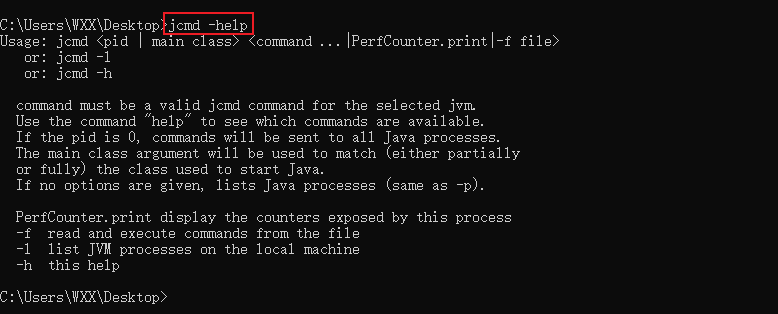 C:\Users\WXX\Desktop>jcmd -help
Usage: jcmd <pid | main class> <command ...|PerfCounter.print|-f file>
   or: jcmd -l
   or: jcmd -h

  command must be a valid jcmd command for the selected jvm.
  Use the command "help" to see which commands are available.
  If the pid is 0, commands will be sent to all Java processes.
  The main class argument will be used to match (either partially
  or fully) the class used to start Java.
  If no options are given, lists Java processes (same as -p).

  PerfCounter.print display the counters exposed by this process
  -f  read and execute commands from the file
  -l  list JVM processes on the local machine
  -h  this help

C:\Users\WXX\Desktop>